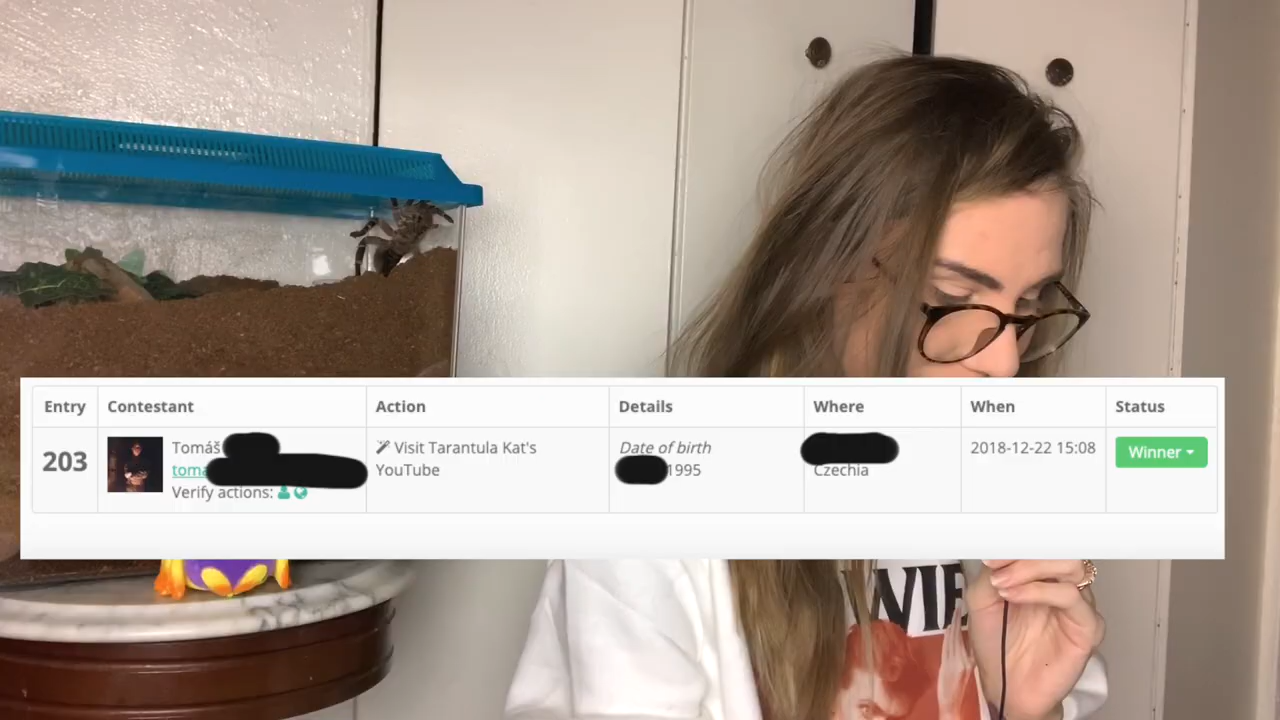 Entry Contestant Action Details Where When Status
203
Tomáš
toma
Verify actions:
Visit Tarantula Kat's
YouTube
Date of birth
1995
Czechia
2018-12-22 15:08
Winner